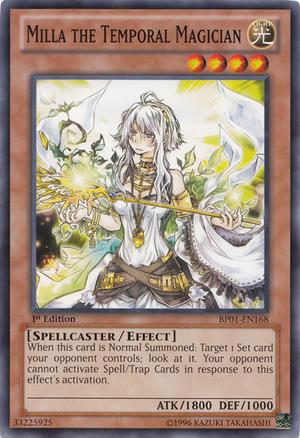 MILLA THE TEMPORAL MAGICIAN
LIGHT
光
1st Edition
BP01-EN168
[SPELLCASTER / EFFECT]
When this card is Normal Summoned: Target 1 Set card
your opponent controls; look at it. Your opponent
cannot activate Spell/Trap Cards in response to
this effect's activation.
ATK/1800 DEF/1000
33225925
©1996 KAZUKI TAKAHASHI